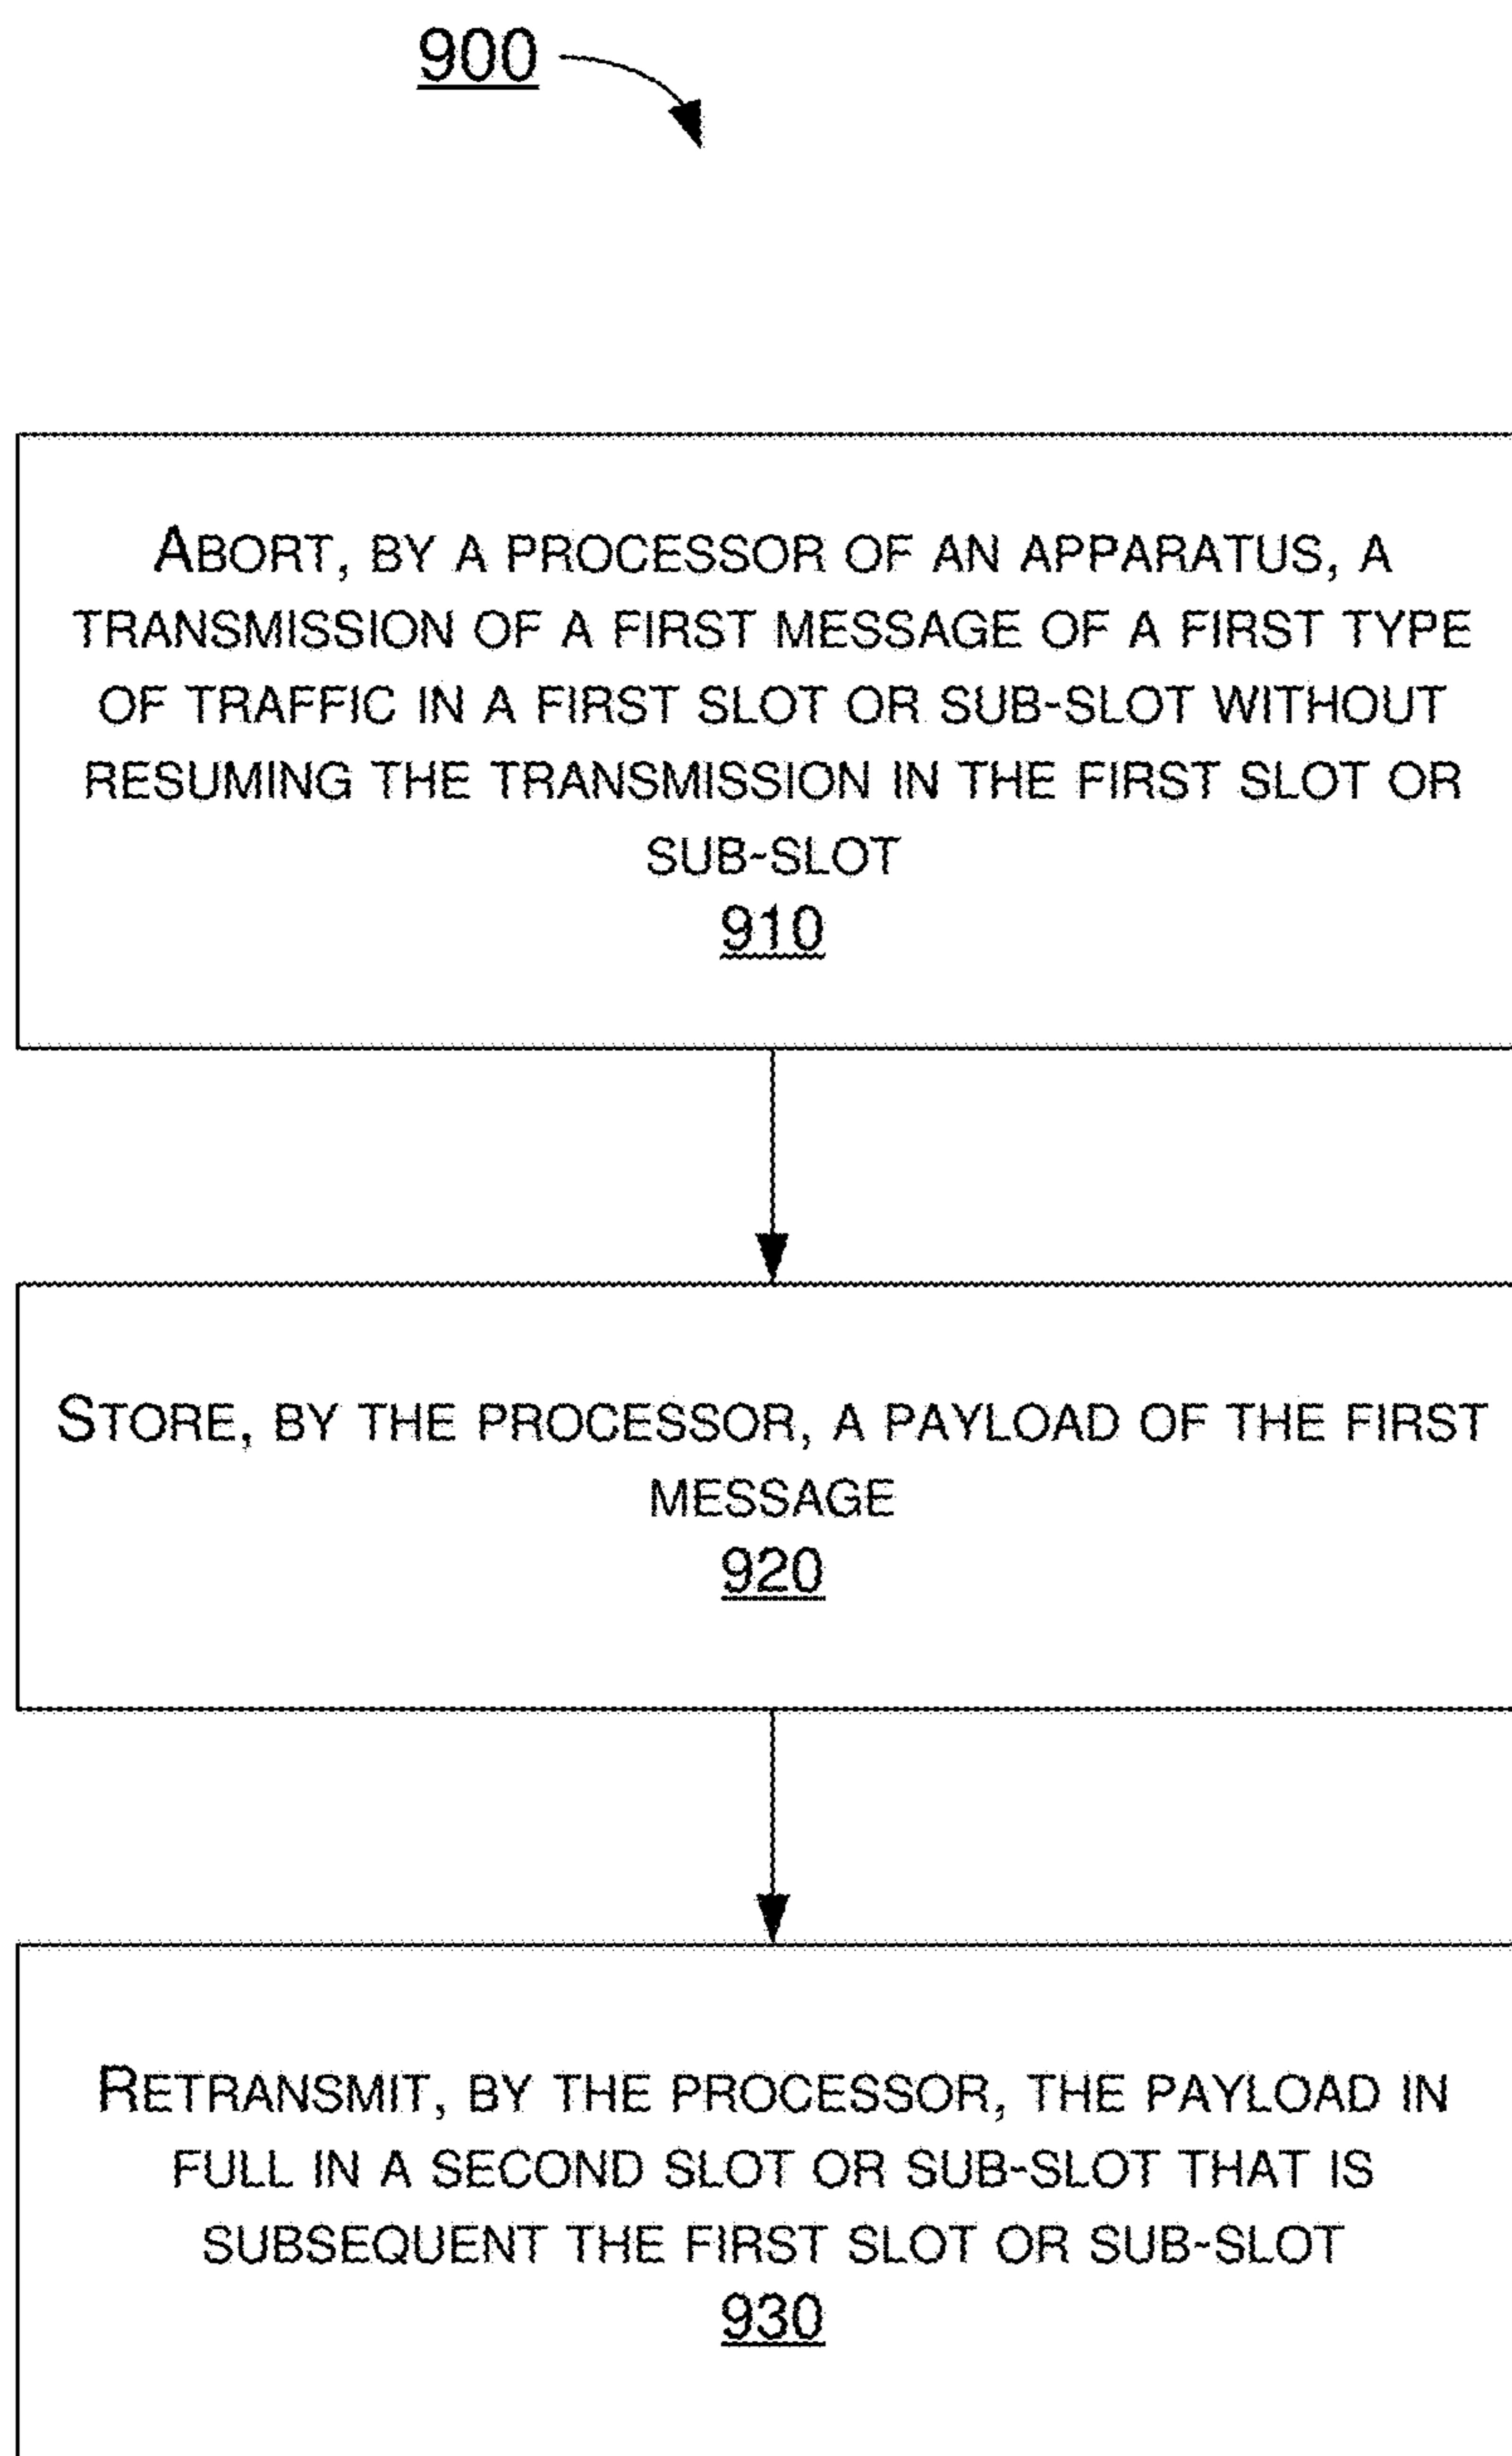 900
ABORT, BY A PROCESSOR OF AN APPARATUS, A
TRANSMISSION OF A FIRST MESSAGE OF A FIRST TYPE
OF TRAFFIC IN A FIRST SLOT OR SUB-SLOT WITHOUT
RESUMING THE TRANSMISSION IN THE FIRST SLOT OR
SUB-SLOT
910
STORE, BY THE PROCESSOR, A PAYLOAD OF THE FIRST
MESSAGE
920
RETRANSMIT, BY THE PROCESSOR, THE PAYLOAD IN
FULL IN A SECOND SLOT OR SUB-SLOT THAT IS
SUBSEQUENT THE FIRST SLOT OR SUB-SLOT
930